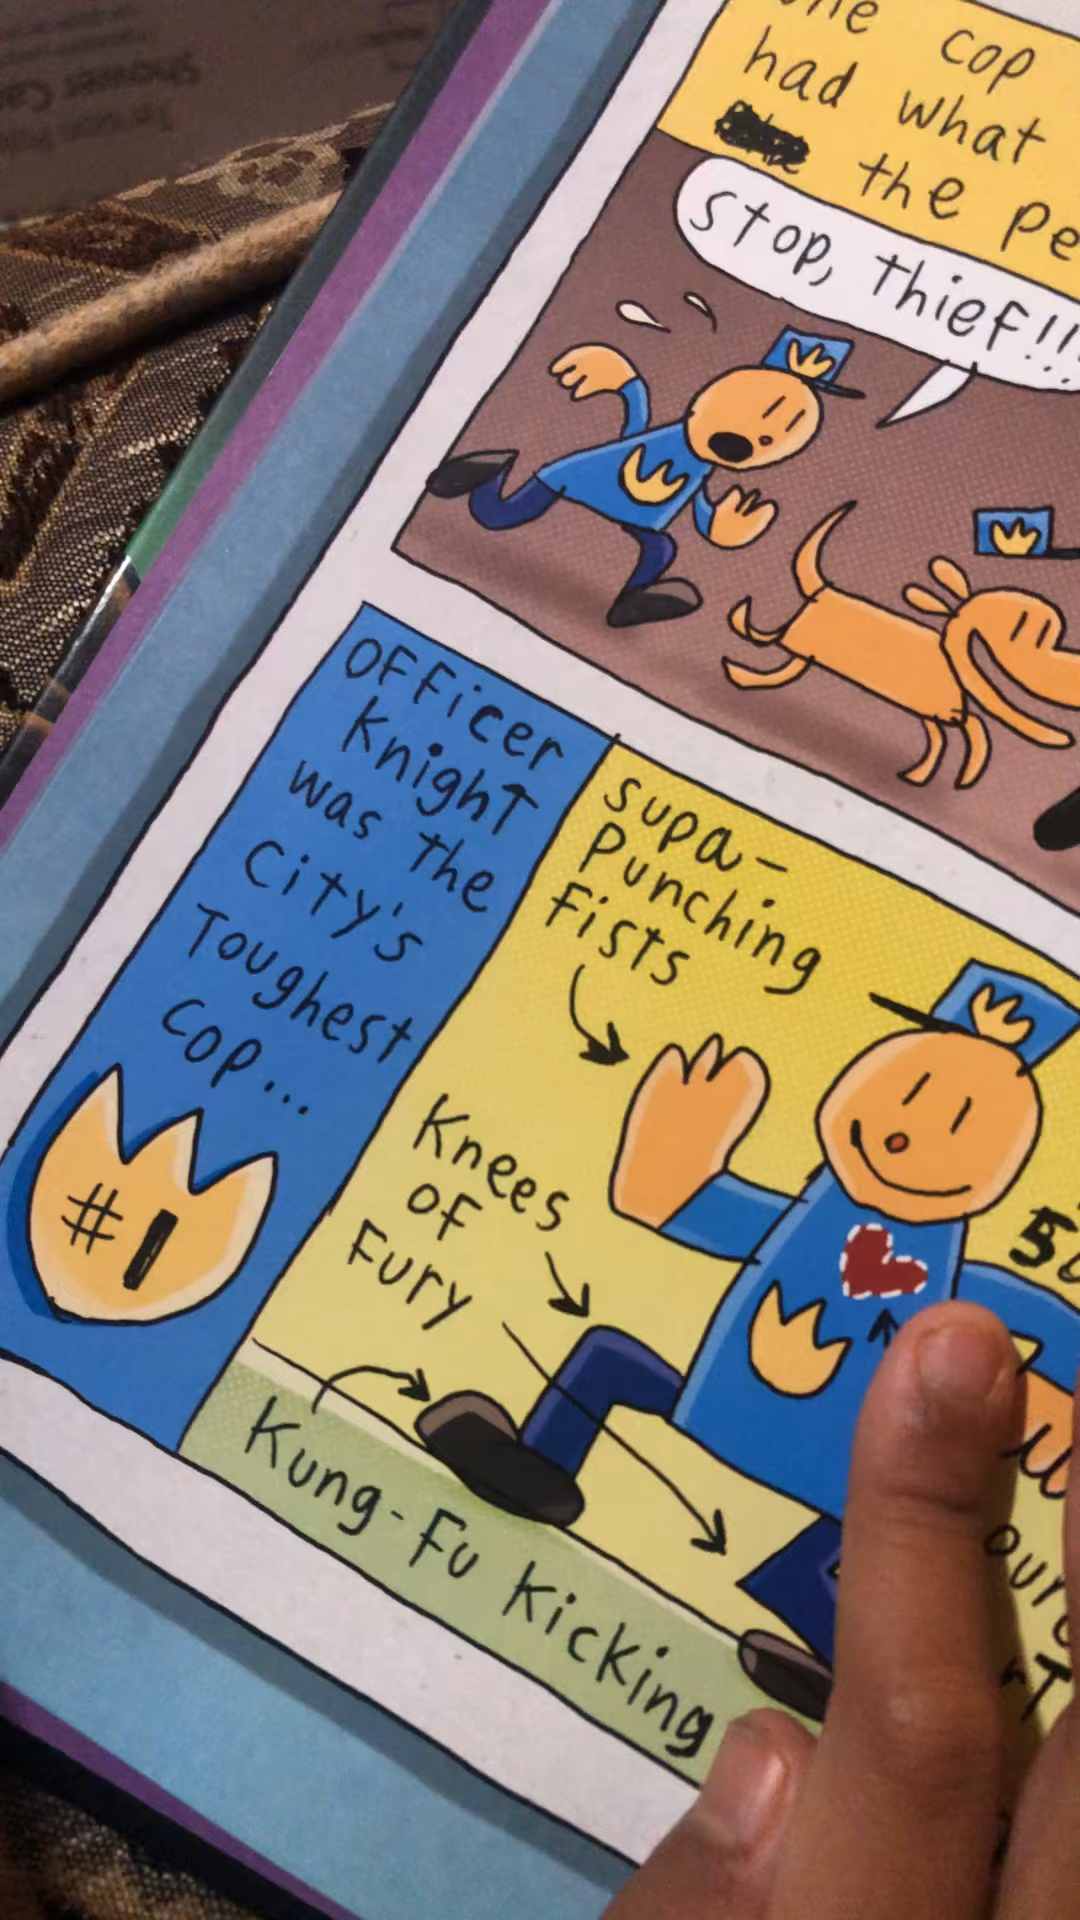 cop
had what
the
Stop, thief!!!
Officer
Knight
was the
City's
Toughest
Cop...
#1
Supa-
Punching
Fists
Knees
of
Fury
Kung-Fu Kicking